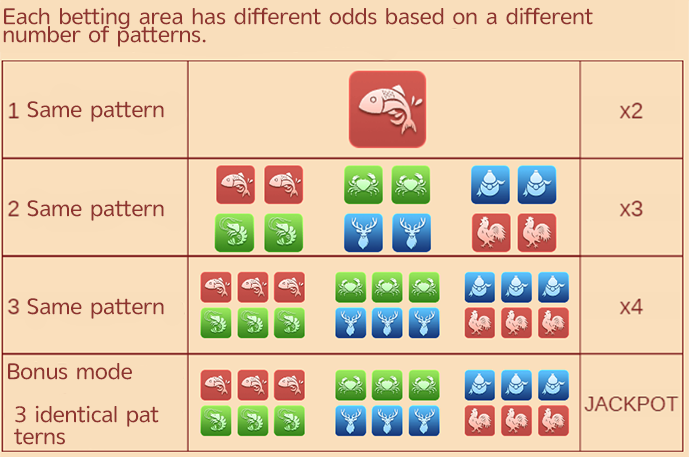 Each betting area has different odds based on a different
number of patterns.
1 Same pattern
x2
2 Same pattern
x3
3 Same pattern
x4
Bonus mode
3 identical pat
terns
JACKPOT